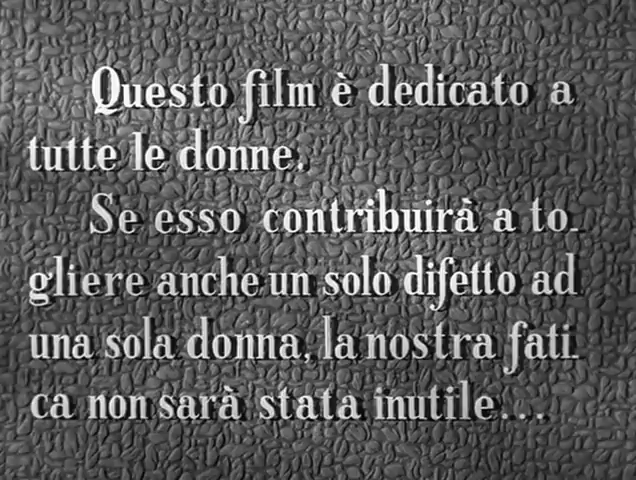 Questo film è dedicato a
tutte le donne.
Se esso contribuirà a to-
gliere anche un solo difetto ad
una sola donna, la nostra fati-
ca non sarà stata inutile...